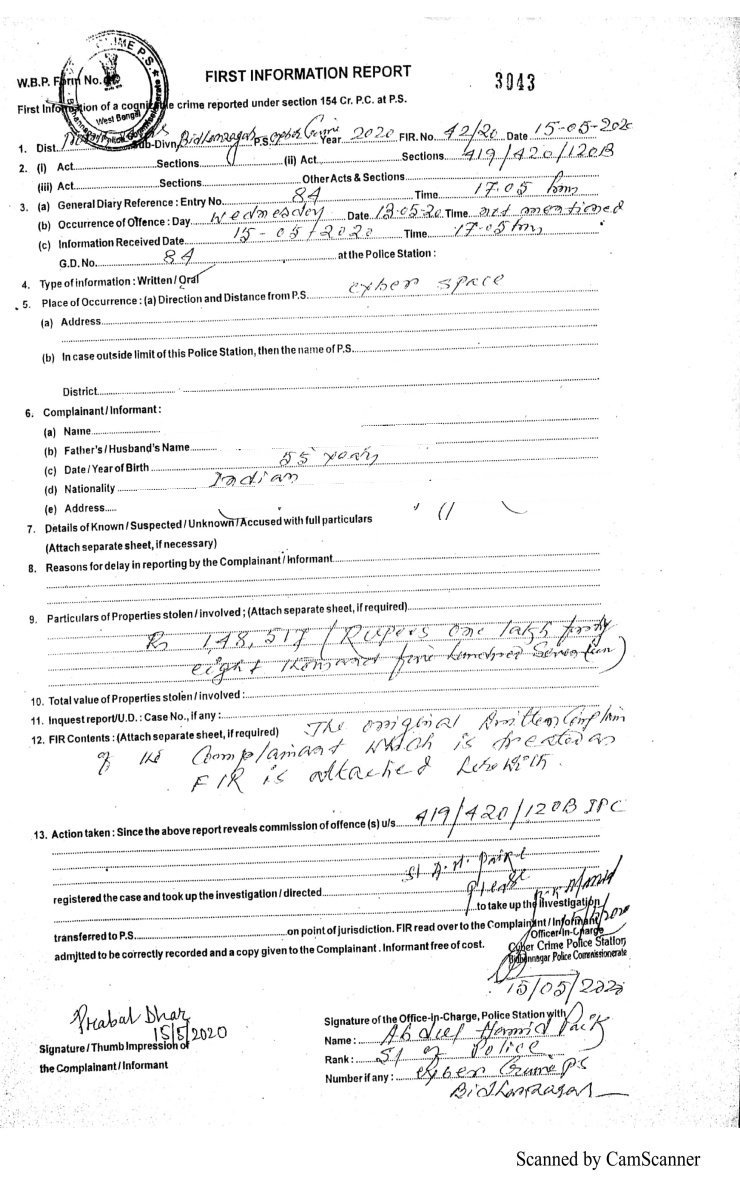 CRIME P.S.
West Bengal
Bidhannagar Police Commissionerate
W.B.P. Form No.
FIRST INFORMATION REPORT
3043
First Information of a cognizable crime reported under section 154 Cr. P.C. at P.S.
1. Dist. Sub-Divn. Bidhannagar P.S. Cyber Crime Year 2020 FIR. No. 42/20 Date 15-05-2020
2. (i) Act Sections (ii) Act Sections 419/420/120B
(iii) Act Sections Other Acts & Sections
3. (a) General Diary Reference : Entry No. 84 Time 17.05 hrs
(b) Occurrence of Offence : Day Wednesday Date 13.05.20 Time not mentioned
(c) Information Received Date 15-05/2020 Time 17.05 hrs
G.D. No. 84 at the Police Station :
4. Type of information : Written / Oral
5. Place of Occurrence : (a) Direction and Distance from P.S. cyber space
(a) Address
(b) In case outside limit of this Police Station, then the name of P.S.
District
6. Complainant / Informant :
(a) Name
(b) Father's / Husband's Name
(c) Date / Year of Birth 55 years
(d) Nationality Indian
(e) Address
7. Details of Known / Suspected / Unknown / Accused with full particulars
(Attach separate sheet, if necessary)
8. Reasons for delay in reporting by the Complainant / Informant
9. Particulars of Properties stolen / involved ; (Attach separate sheet, if required)
Rs 1,48,517 (Rupees one lakh forty
eight thousand five hundred seventeen)
10. Total value of Properties stolen / involved :
11. Inquest report/U.D. : Case No., if any :
12. FIR Contents : (Attach separate sheet, if required) The original written complain
of the Complainant which is treated as
FIR is attached herewith.
13. Action taken : Since the above report reveals commission of offence (s) u/s. 419/420/120B IPC
SI A. H. Paik
registered the case and took up the investigation / directed please to take up the investigation
transferred to P.S. on point of jurisdiction. FIR read over to the Complainant / Informant
admitted to be correctly recorded and a copy given to the Complainant . Informant free of cost.
Officer-In-Charge
Cyber Crime Police Station
Bidhannagar Police Commissionerate
15/05/2020
Prabal Dhar
15/5/2020
Signature / Thumb Impression of
the Complainant / Informant
Signature of the Office-in-Charge, Police Station with
Name : Abdul Hamid Paik
Rank : SI of Police
Number if any : Cyber Crime PS
Bidhannagar
Scanned by CamScanner